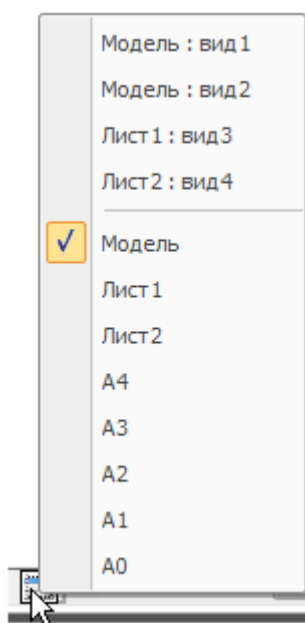 Модель : вид1
Модель : вид2
Лист1 : вид3
Лист2 : вид4
Модель
Лист1
Лист2
А4
А3
А2
А1
А0